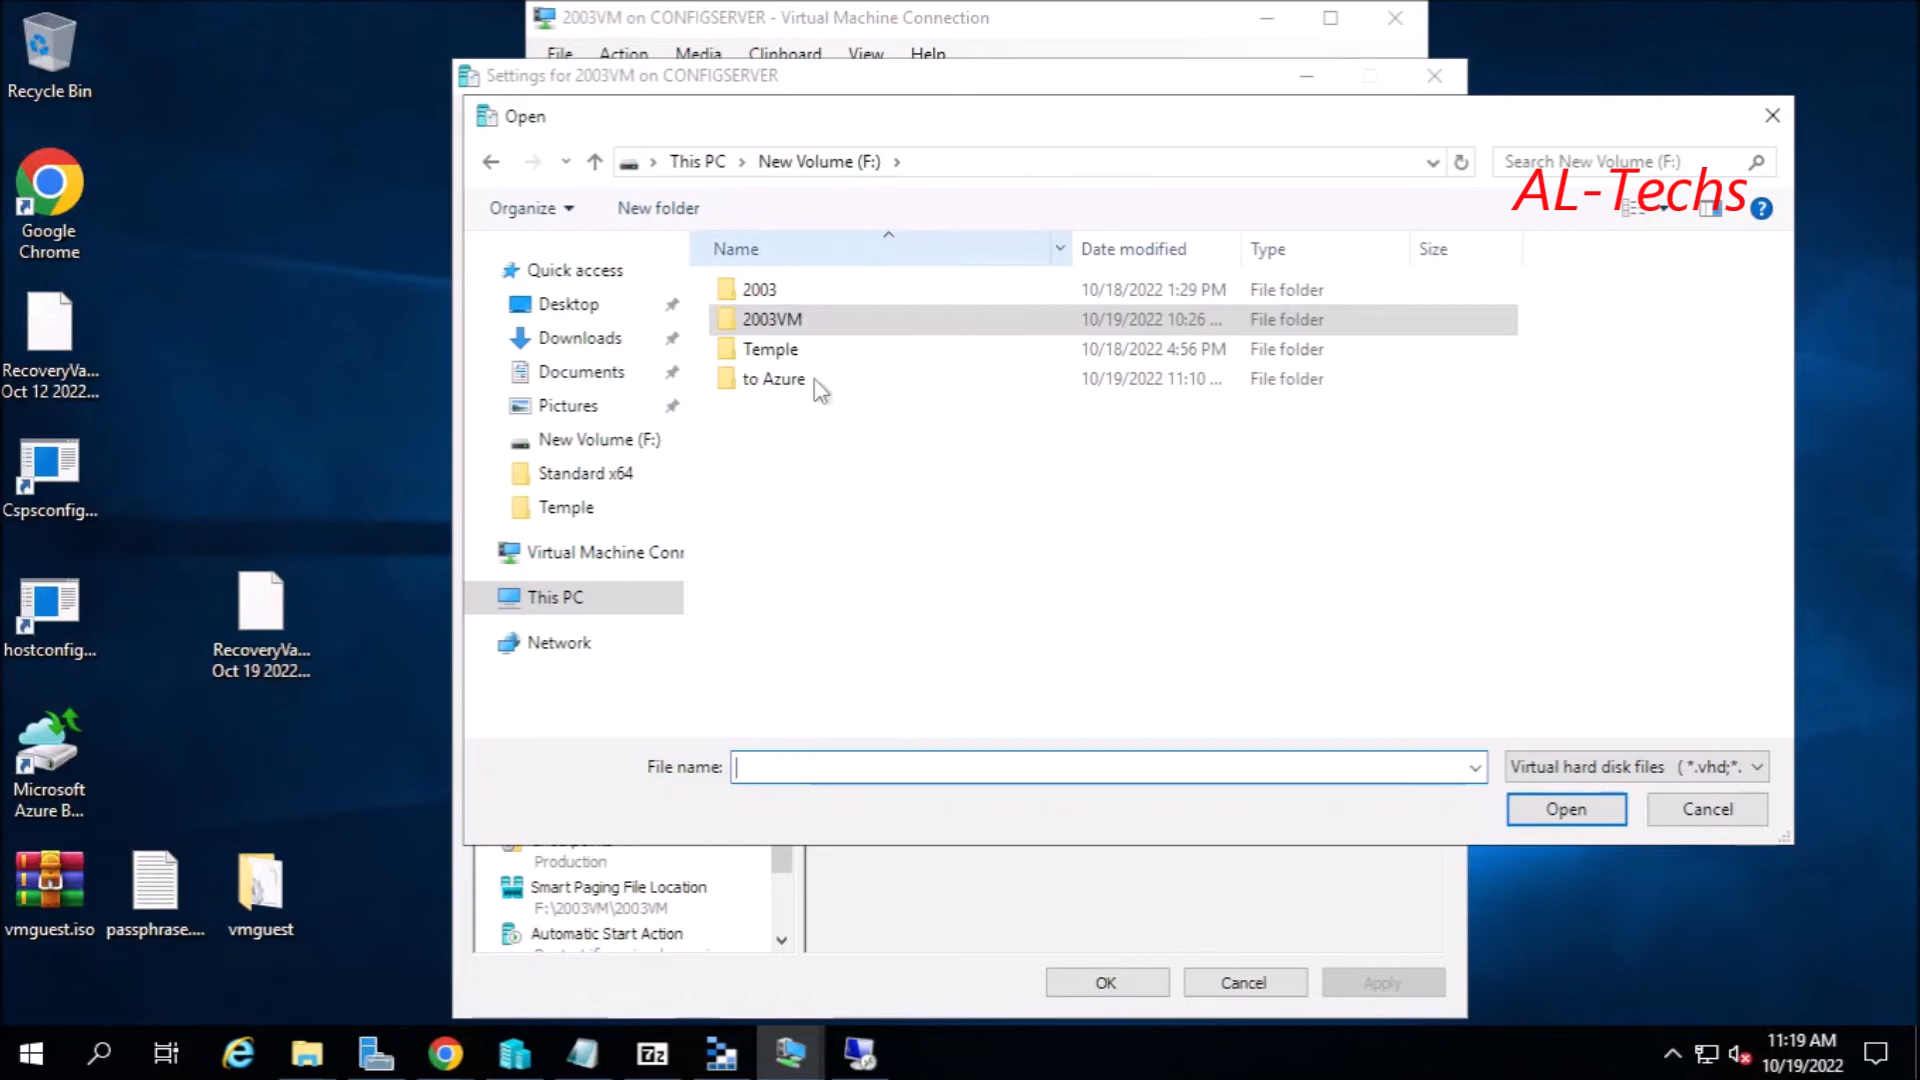 2003VM on CONFIGSERVER - Virtual Machine Connection
File Action Media Clipboard View Help
Settings for 2003VM on CONFIGSERVER
Open
This PC > New Volume (F:) >
Search New Volume (F:)
AL-Techs
Organize
New folder
Name Date modified Type Size
2003 10/18/2022 1:29 PM File folder
2003VM 10/19/2022 10:26 ... File folder
Temple 10/18/2022 4:56 PM File folder
to Azure 10/19/2022 11:10 ... File folder
Quick access
Desktop
Downloads
Documents
Pictures
New Volume (F:)
Standard x64
Temple
Virtual Machine Conn
This PC
Network
File name:
Virtual hard disk files ( *.vhd;*.
Open Cancel
Production
Smart Paging File Location
F:\2003VM\2003VM
Automatic Start Action
OK Cancel Apply
Recycle Bin
Google
Chrome
RecoveryVa...
Oct 12 2022...
Cspsconfig...
hostconfig...
RecoveryVa...
Oct 19 2022...
Microsoft
Azure B...
vmguest.iso
passphrase....
vmguest
11:19 AM
10/19/2022